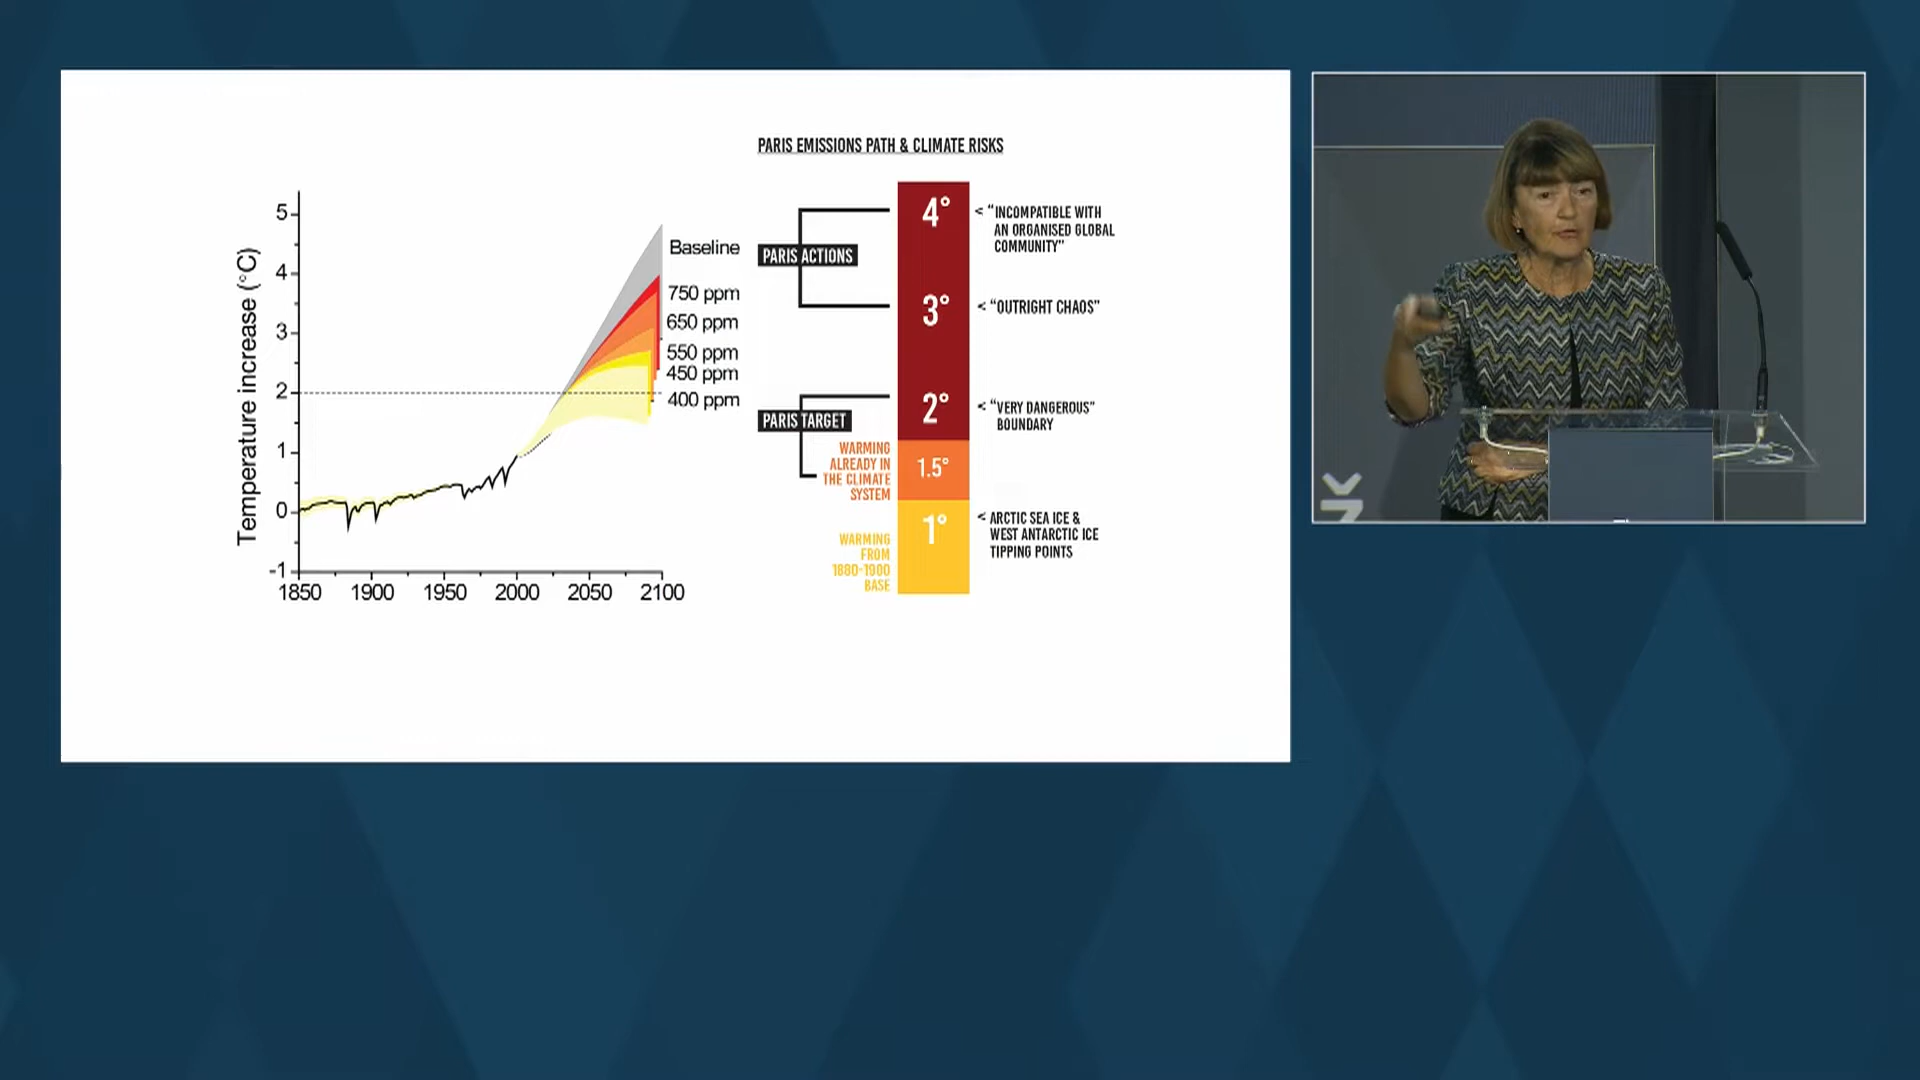 PARIS EMISSIONS PATH & CLIMATE RISKS
Temperature increase (°C)
5
4
3
2
1
0
-1
1850
1900
1950
2000
2050
2100
Baseline
750 ppm
650 ppm
550 ppm
450 ppm
400 ppm
PARIS ACTIONS
PARIS TARGET
WARMING
ALREADY IN
THE CLIMATE
SYSTEM
WARMING
FROM
1880-1900
BASE
4°
3°
2°
1.5°
1°
< "INCOMPATIBLE WITH
AN ORGANISED GLOBAL
COMMUNITY"
< "OUTRIGHT CHAOS"
< "VERY DANGEROUS"
BOUNDARY
< ARCTIC SEA ICE &
WEST ANTARCTIC ICE
TIPPING POINTS